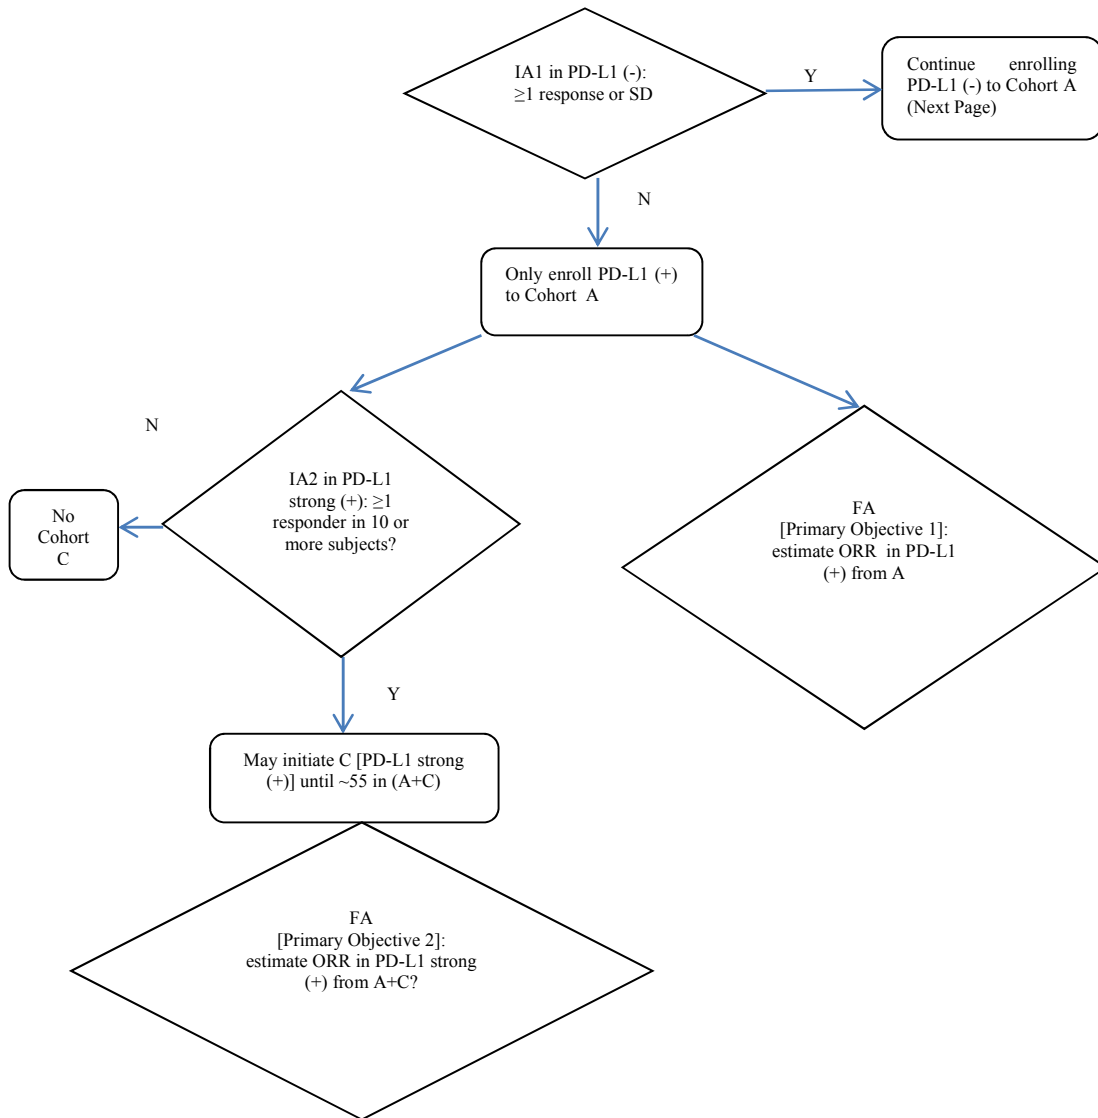 IA1 in PD-L1 (-):
≥1 response or SD
Y
Continue enrolling
PD-L1 (-) to Cohort A
(Next Page)
N
Only enroll PD-L1 (+)
to Cohort A
N
IA2 in PD-L1
strong (+): ≥1
responder in 10 or
more subjects?
No
Cohort
C
FA
[Primary Objective 1]:
estimate ORR in PD-L1
(+) from A
Y
May initiate C [PD-L1 strong
(+)] until ~55 in (A+C)
FA
[Primary Objective 2]:
estimate ORR in PD-L1 strong
(+) from A+C?